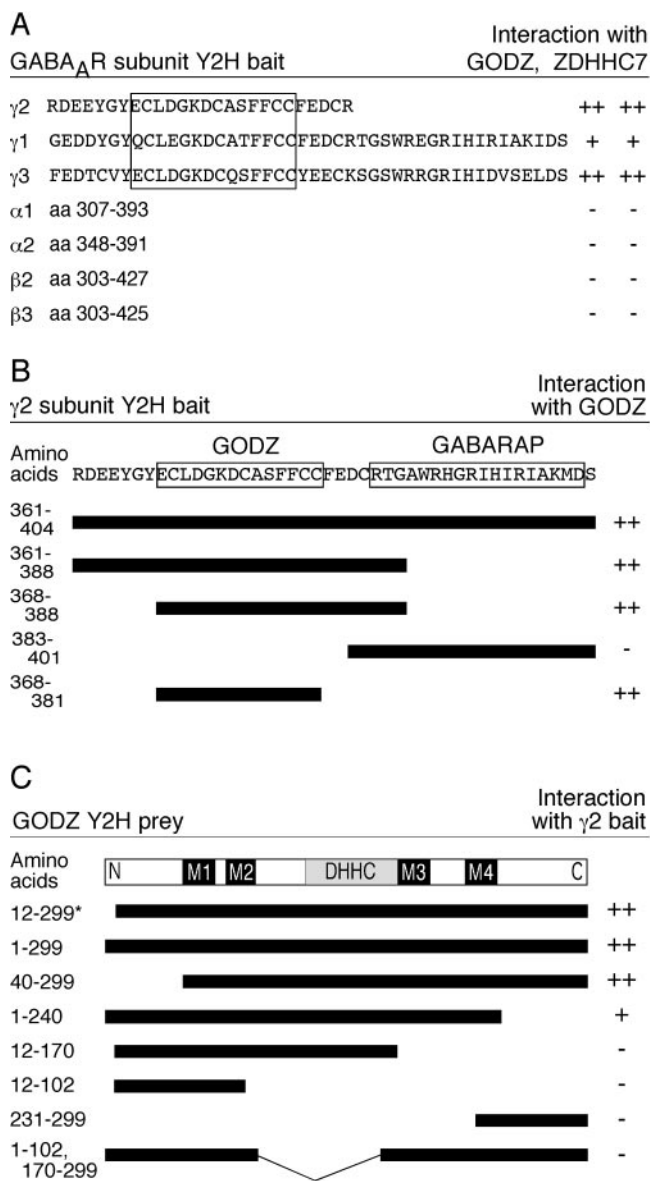 A
Interaction with
GABA_AR subunit Y2H bait GODZ, ZDHHC7
γ2 RDEEYGYECLDGKDCASFFCCFEDCR ++ ++
γ1 GEDDYGYQCLEGKDCATFFCCFEDCRTGSWREGRIHIRIAKIDS + +
γ3 FEDTCVYECLDGKDCQSFFCCYEECKSGSWRRGRIHIDVSELDS ++ ++
α1 aa 307-393 - -
α2 aa 348-391 - -
β2 aa 303-427 - -
β3 aa 303-425 - -
B
Interaction
γ2 subunit Y2H bait with GODZ
GODZ GABARAP
Amino
acids RDEEYGYECLDGKDCASFFCCFEDCRTGAWRHGRIHIRIAKMDS
361-
404 ++
361-
388 ++
368-
388 ++
383-
401 -
368-
381 ++
C
Interaction
GODZ Y2H prey with γ2 bait
Amino
acids N M1 M2 DHHC M3 M4 C
12-299* ++
1-299 ++
40-299 ++
1-240 +
12-170 -
12-102 -
231-299 -
1-102,
170-299 -